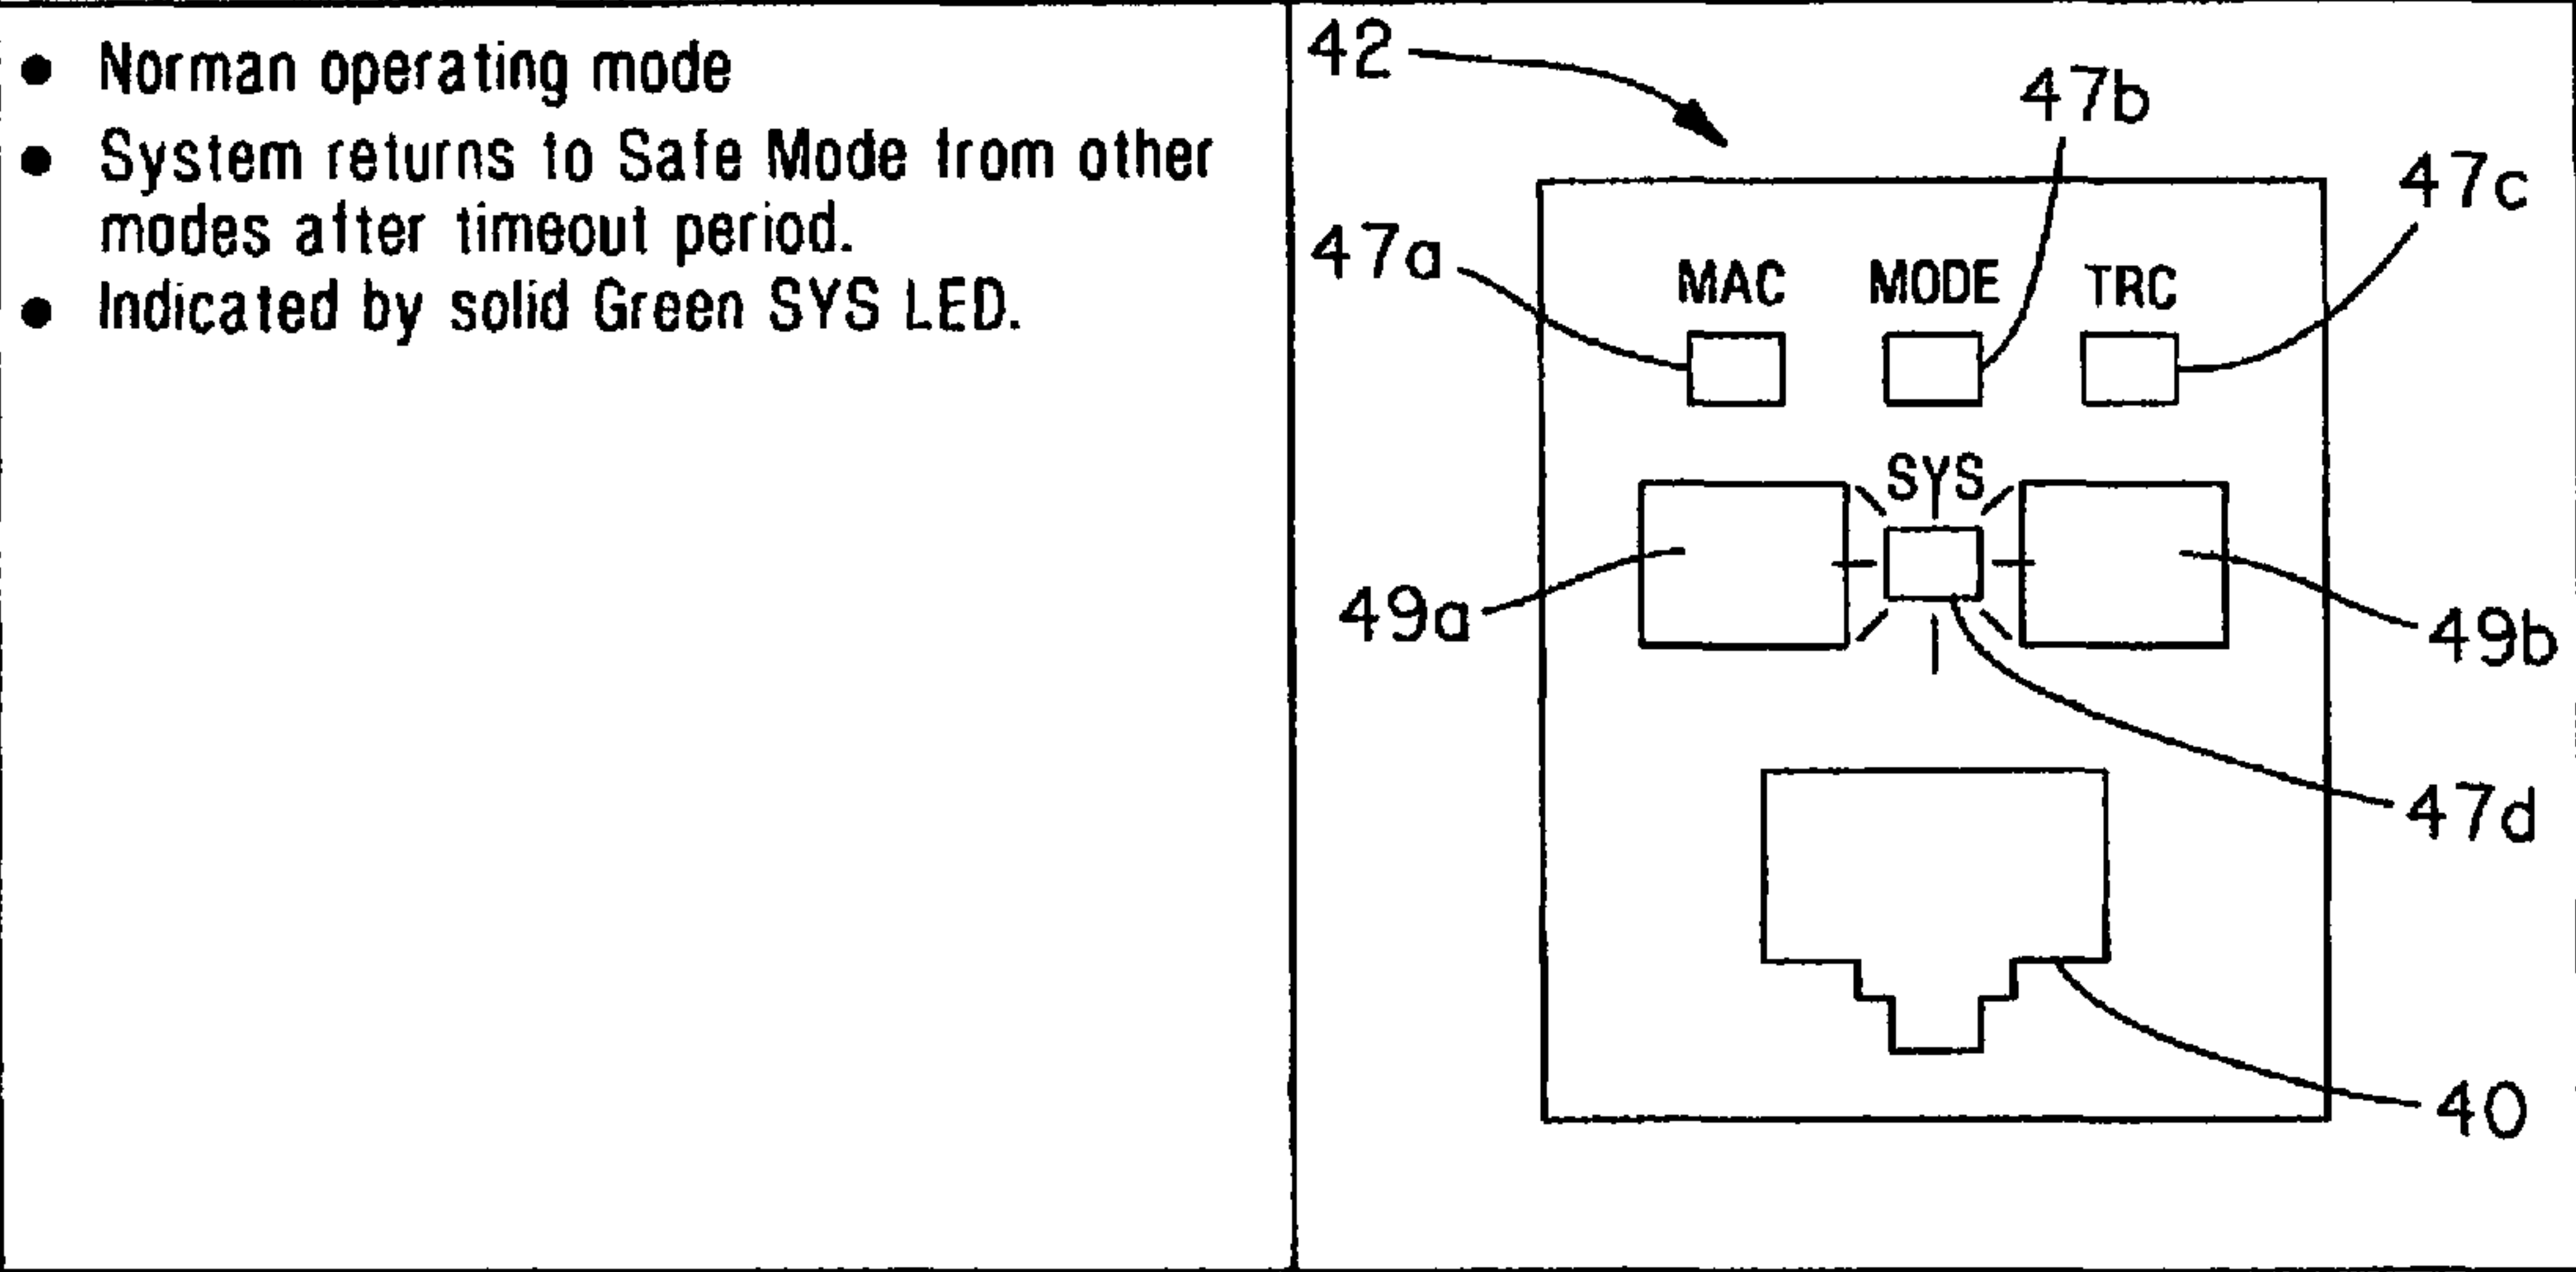 • Norman operating mode
• System returns to Safe Mode from other
modes after timeout period.
• Indicated by solid Green SYS LED.
42
47b
47c
47a
MAC MODE TRC
SYS
49a
49b
47d
40